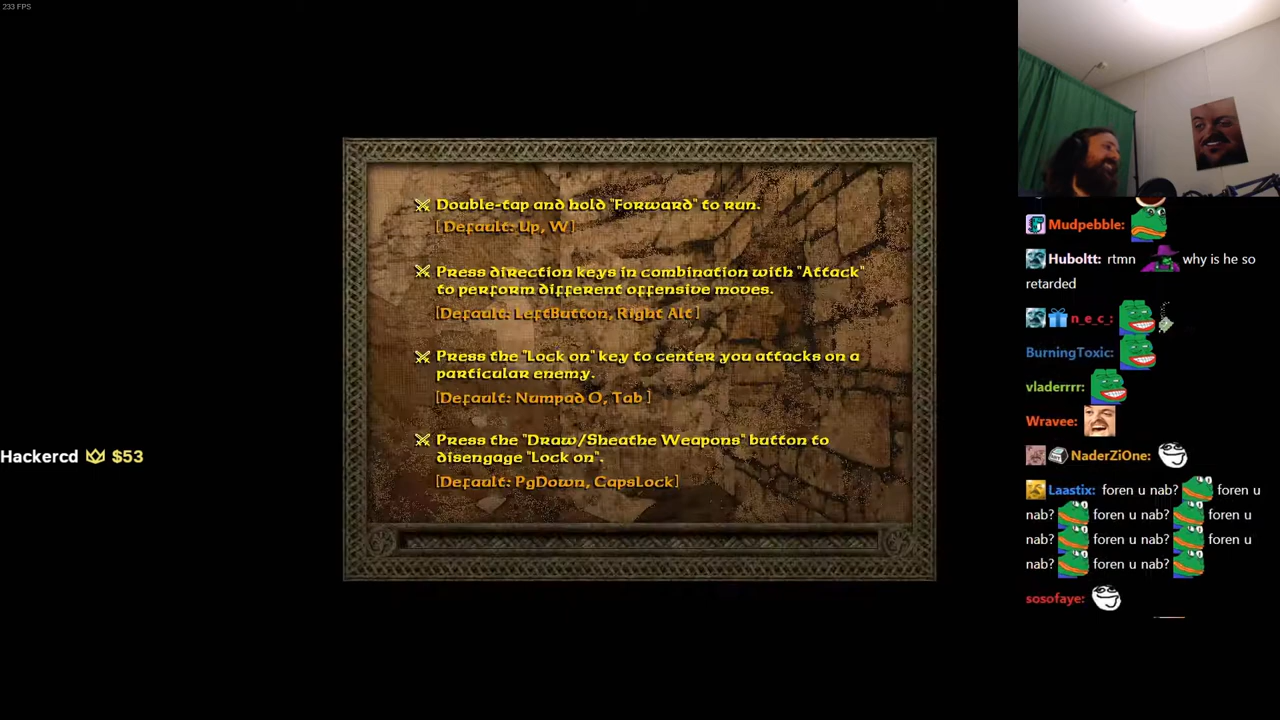 233 FPS
Double-tap and hold "Forward" to run.
[Default: Up, W]
Press direction keys in combination with "Attack"
to perform different offensive moves.
[Default: LeftButton, Right Alt]
Press the "Lock on" key to center you attacks on a
particular enemy.
[Default: Numpad 0, Tab ]
Press the "Draw/Sheathe Weapons" button to
disengage "Lock on".
[Default: PgDown, CapsLock]
Hackercd $53
Mudpebble:
Huboltt: rtmn why is he so
retarded
n_e_c_:
BurningToxic:
vladerrrr:
Wravee:
NaderZiOne:
Laastix: foren u nab? foren u
nab? foren u nab? foren u
nab? foren u nab? foren u
nab? foren u nab?
sosofaye: